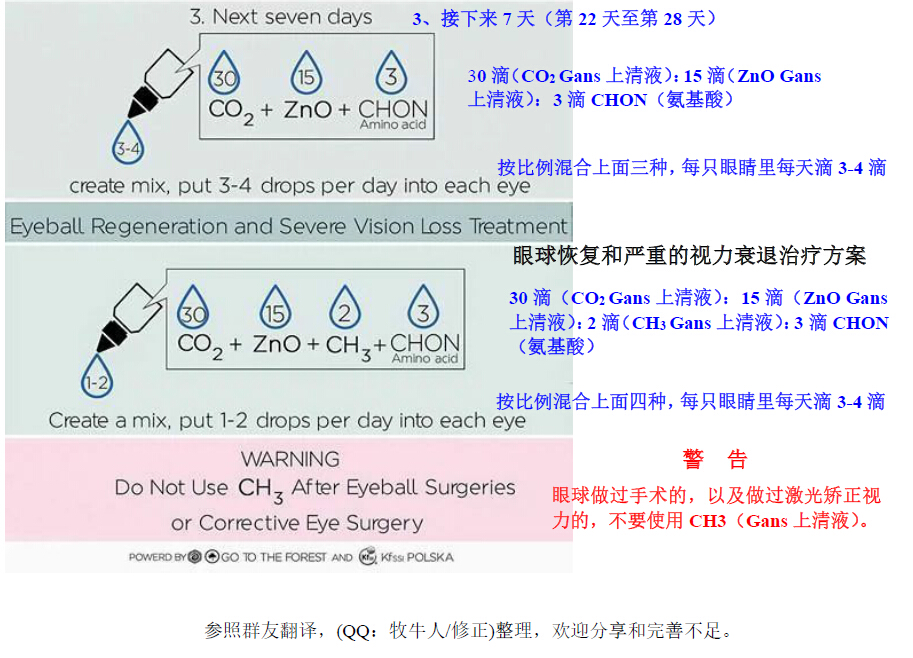 3. Next seven days
3、接下来 7 天（第 22 天至第 28 天）
30 15 3
CO2 + ZnO + CHON
Amino acid
3-4
create mix, put 3-4 drops per day into each eye
30 滴（CO2 Gans 上清液）：15 滴（ZnO Gans
上清液）：3 滴 CHON（氨基酸）
按比例混合上面三种，每只眼睛里每天滴 3-4 滴
Eyeball Regeneration and Severe Vision Loss Treatment
眼球恢复和严重的视力衰退治疗方案
30 15 2 3
CO2 + ZnO + CH3 + CHON
Amino acid
1-2
Create a mix, put 1-2 drops per day into each eye
30 滴（CO2 Gans 上清液）：15 滴（ZnO Gans
上清液）：2 滴（CH3 Gans 上清液）：3 滴 CHON
（氨基酸）
按比例混合上面四种，每只眼睛里每天滴 3-4 滴
WARNING
Do Not Use CH3 After Eyeball Surgeries
or Corrective Eye Surgery
警 告
眼球做过手术的，以及做过激光矫正视
力的，不要使用 CH3（Gans 上清液）。
POWERD BY GO TO THE FOREST AND KFSSI POLSKA
参照群友翻译，(QQ：牧牛人/修正)整理，欢迎分享和完善不足。